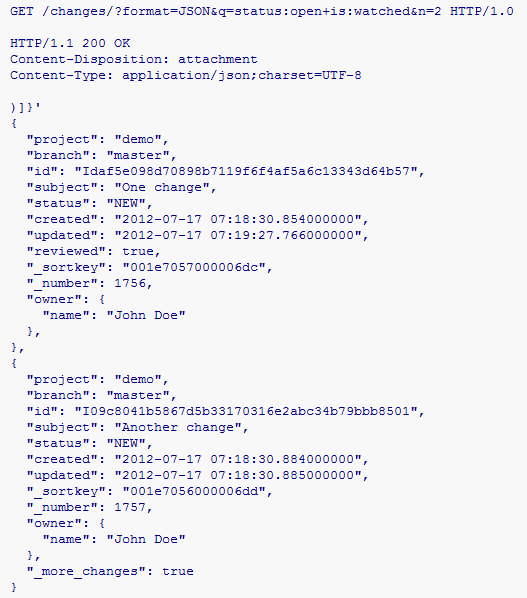 GET /changes/?format=JSON&q=status:open+is:watched&n=2 HTTP/1.0
HTTP/1.1 200 OK
Content-Disposition: attachment
Content-Type: application/json;charset=UTF-8
)]}'
{
"project": "demo",
"branch": "master",
"id": "Idaf5e098d70898b7119f6f4af5a6c13343d64b57",
"subject": "One change",
"status": "NEW",
"created": "2012-07-17 07:18:30.854000000",
"updated": "2012-07-17 07:19:27.766000000",
"reviewed": true,
"_sortkey": "001e7057000006dc",
"_number": 1756,
"owner": {
"name": "John Doe"
},
},
{
"project": "demo",
"branch": "master",
"id": "I09c8041b5867d5b33170316e2abc34b79bbb8501",
"subject": "Another change",
"status": "NEW",
"created": "2012-07-17 07:18:30.884000000",
"updated": "2012-07-17 07:18:30.885000000",
"_sortkey": "001e7056000006dd",
"_number": 1757,
"owner": {
"name": "John Doe"
},
"_more_changes": true
}